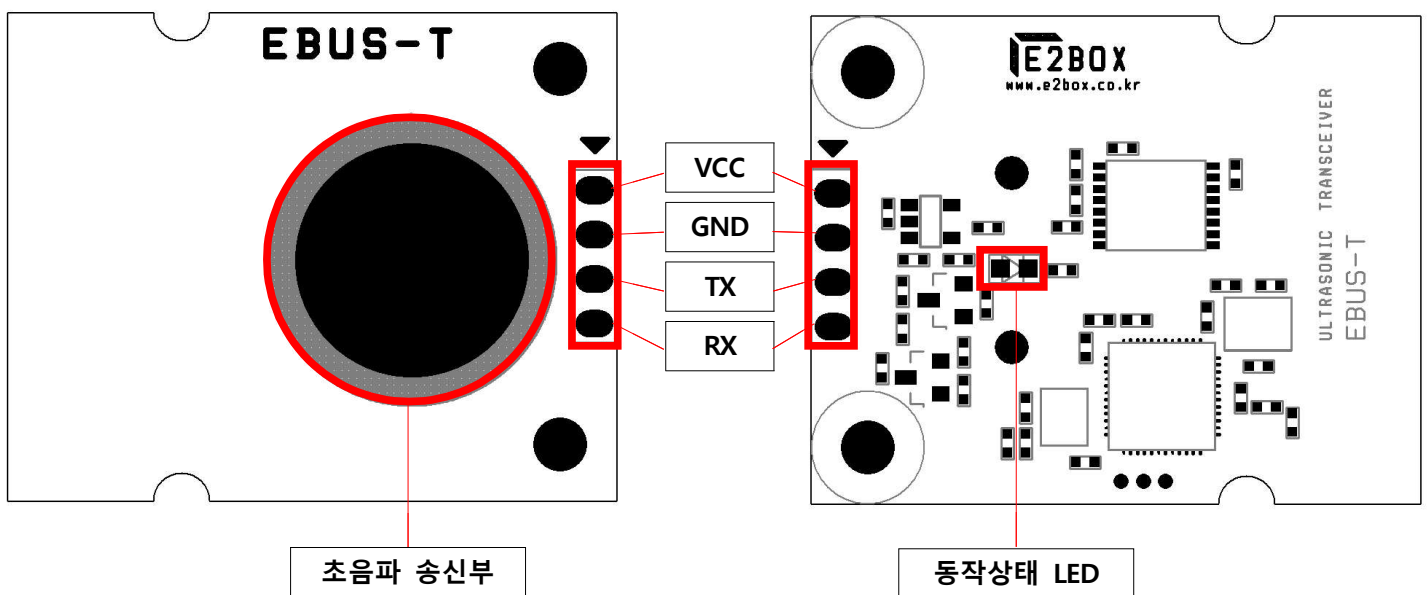 EBUS-T
E2BOX
www.e2box.co.kr
VCC
GND
TX
RX
ULTRASONIC TRANSCEIVER
EBUS-T
초음파 송신부
동작상태 LED